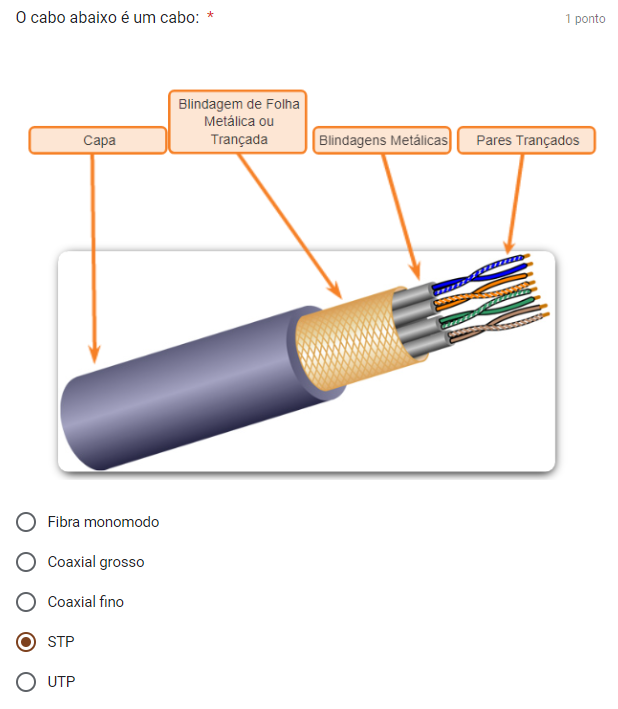 O cabo abaixo é um cabo: *
1 ponto
Blindagem de Folha
Metálica ou
Trançada
Capa
Blindagens Metálicas
Pares Trançados
Fibra monomodo
Coaxial grosso
Coaxial fino
STP
UTP